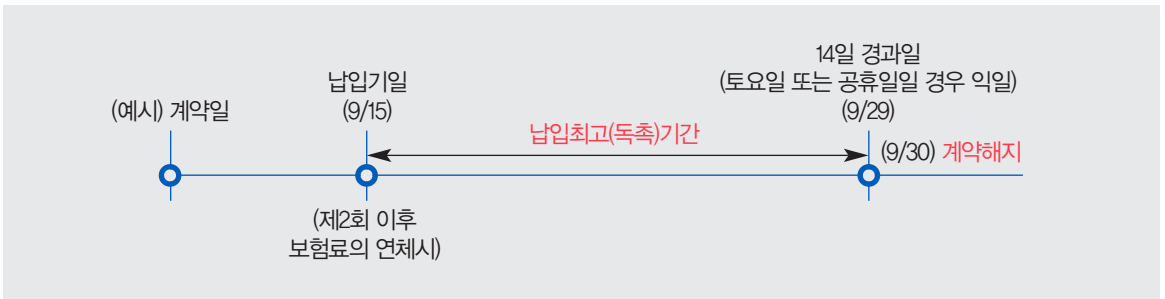 (예시) 계약일
납입기일
(9/15)
14일 경과일
(토요일 또는 공휴일일 경우 익일)
(9/29)
납입최고(독촉)기간
(9/30) 계약해지
(제2회 이후
보험료의 연체시)